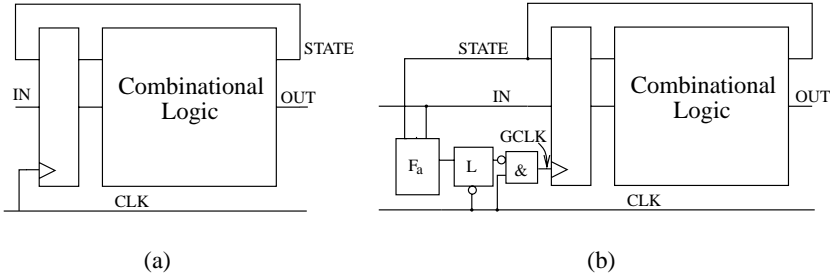 STATE
IN
Combinational
Logic
OUT
CLK
(a)
STATE
IN
GCLK
Fa
L
&
Combinational
Logic
OUT
CLK
(b)